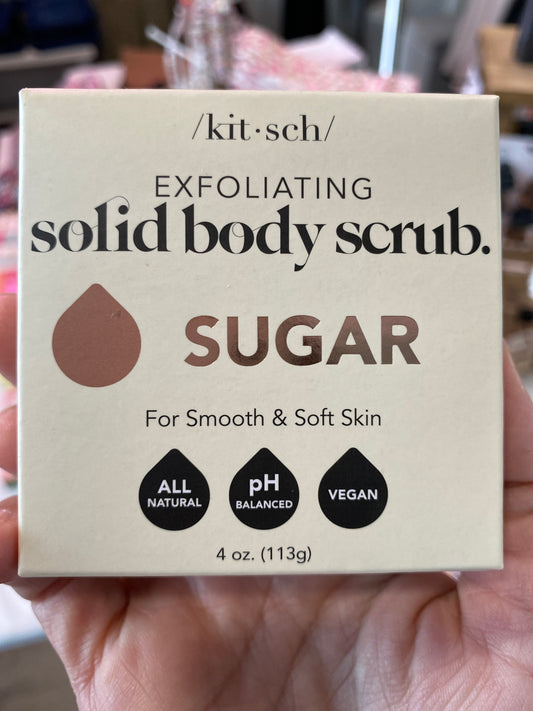 /kit·sch/
EXFOLIATING
solid body scrub.
SUGAR
For Smooth & Soft Skin
ALL
NATURAL
pH
BALANCED
VEGAN
4 oz. (113g)